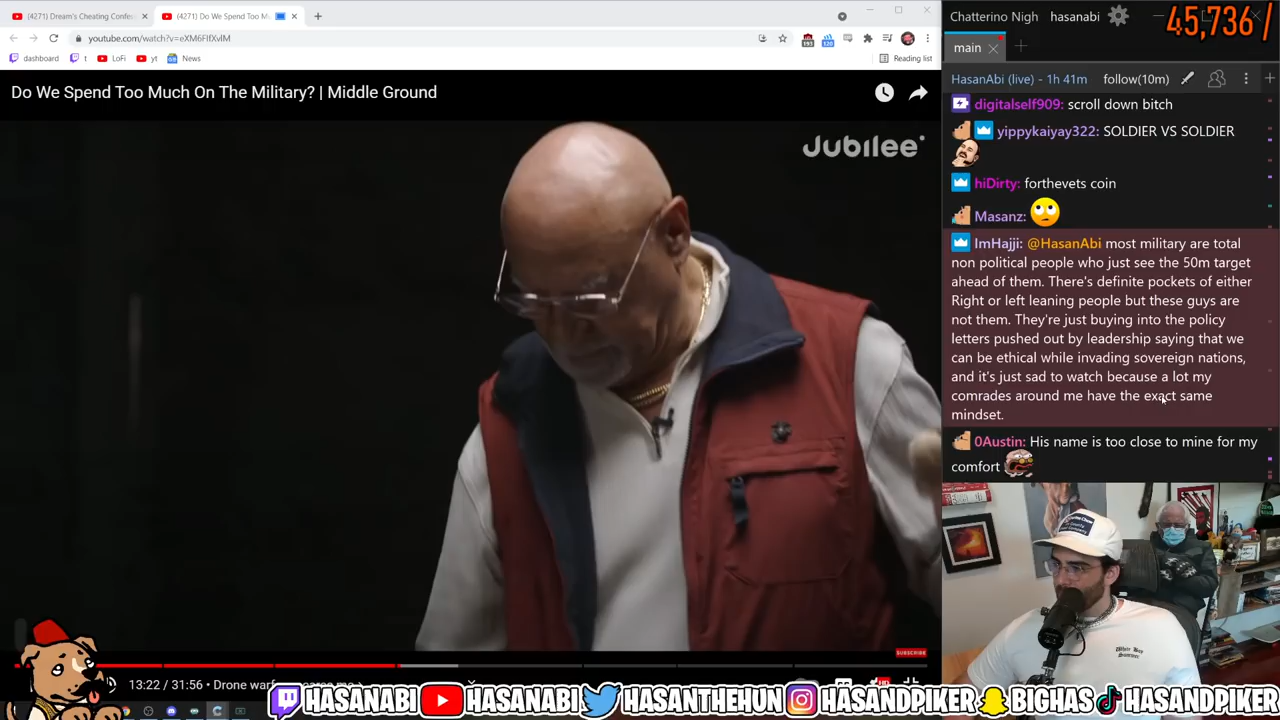 (4271) Dream's Cheating Confes
(4271) Do We Spend Too M
youtube.com/watch?v=eXM6FIfXvIM
dashboard
t
LoFi
yt
News
Reading list
Do We Spend Too Much On The Military? | Middle Ground
Jubilee
SUBSCRIBE
13:22 / 31:56 • Drone warf
Chatterino Nigh
hasanabi
45,736 /
main
HasanAbi (live) - 1h 41m
follow(10m)
digitalself909: scroll down bitch
yippykaiyay322: SOLDIER VS SOLDIER
hiDirty: forthevets coin
Masanz:
ImHajji: @HasanAbi most military are total
non political people who just see the 50m target
ahead of them. There's definite pockets of either
Right or left leaning people but these guys are
not them. They're just buying into the policy
letters pushed out by leadership saying that we
can be ethical while invading sovereign nations,
and it's just sad to watch because a lot my
comrades around me have the exact same
mindset.
0Austin: His name is too close to mine for my
comfort
HASANABI
HASANABI
HASANTHEHUN
HASANDPIKER
BIGHAS
HASANDPIKER